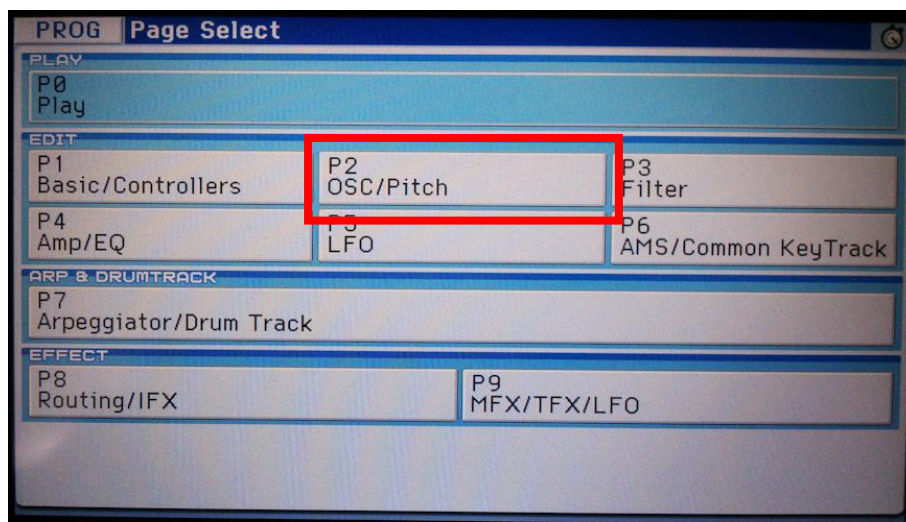 PROG Page Select
PLAY
P0
Play
EDIT
P1
Basic/Controllers
P2
OSC/Pitch
P3
Filter
P4
Amp/EQ
P5
LFO
P6
AMS/Common KeyTrack
ARP & DRUMTRACK
P7
Arpeggiator/Drum Track
EFFECT
P8
Routing/IFX
P9
MFX/TFX/LFO